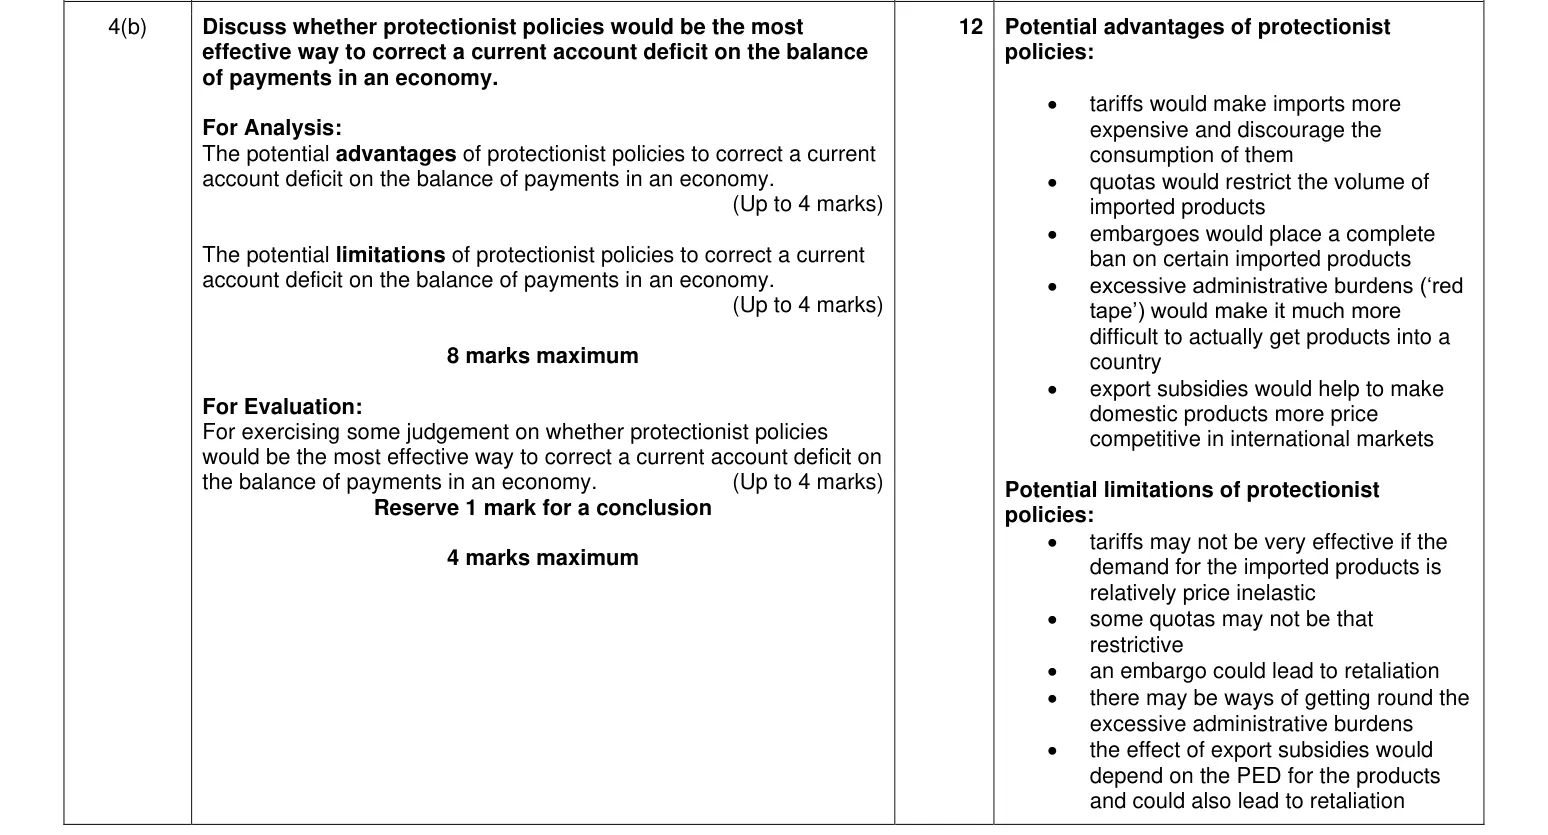 4(b)
Discuss whether protectionist policies would be the most
effective way to correct a current account deficit on the balance
of payments in an economy.
For Analysis:
The potential advantages of protectionist policies to correct a current
account deficit on the balance of payments in an economy.
(Up to 4 marks)
The potential limitations of protectionist policies to correct a current
account deficit on the balance of payments in an economy.
(Up to 4 marks)
8 marks maximum
For Evaluation:
For exercising some judgement on whether protectionist policies
would be the most effective way to correct a current account deficit on
the balance of payments in an economy. (Up to 4 marks)
Reserve 1 mark for a conclusion
4 marks maximum
12
Potential advantages of protectionist
policies:
• tariffs would make imports more
expensive and discourage the
consumption of them
• quotas would restrict the volume of
imported products
• embargoes would place a complete
ban on certain imported products
• excessive administrative burdens (‘red
tape’) would make it much more
difficult to actually get products into a
country
• export subsidies would help to make
domestic products more price
competitive in international markets
Potential limitations of protectionist
policies:
• tariffs may not be very effective if the
demand for the imported products is
relatively price inelastic
• some quotas may not be that
restrictive
• an embargo could lead to retaliation
• there may be ways of getting round the
excessive administrative burdens
• the effect of export subsidies would
depend on the PED for the products
and could also lead to retaliation